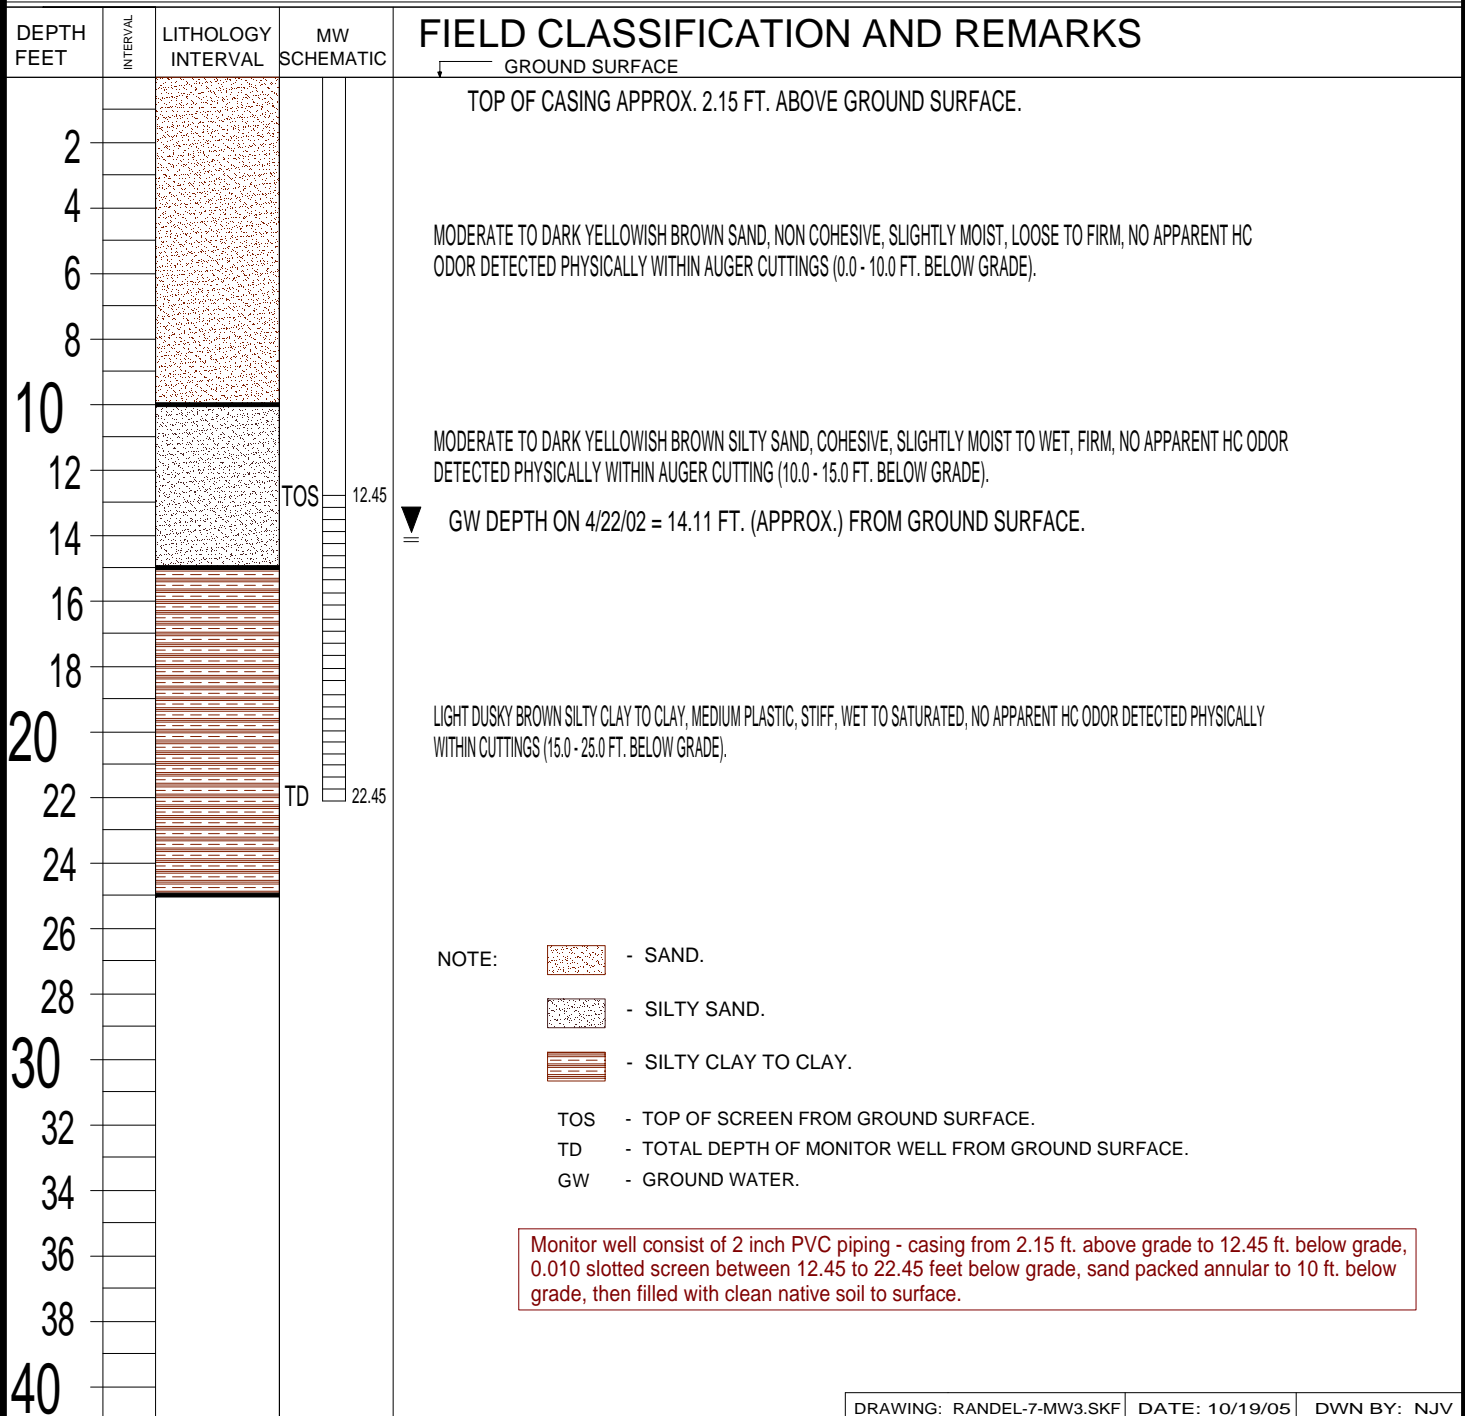 DEPTH
FEET
INTERVAL
LITHOLOGY
INTERVAL
MW
SCHEMATIC
FIELD CLASSIFICATION AND REMARKS
GROUND SURFACE
TOP OF CASING APPROX. 2.15 FT. ABOVE GROUND SURFACE.
2
4
MODERATE TO DARK YELLOWISH BROWN SAND, NON COHESIVE, SLIGHTLY MOIST, LOOSE TO FIRM, NO APPARENT HC
ODOR DETECTED PHYSICALLY WITHIN AUGER CUTTINGS (0.0 - 10.0 FT. BELOW GRADE).
6
8
10
MODERATE TO DARK YELLOWISH BROWN SILTY SAND, COHESIVE, SLIGHTLY MOIST TO WET, FIRM, NO APPARENT HC ODOR
DETECTED PHYSICALLY WITHIN AUGER CUTTING (10.0 - 15.0 FT. BELOW GRADE).
12
TOS 12.45
GW DEPTH ON 4/22/02 = 14.11 FT. (APPROX.) FROM GROUND SURFACE.
14
16
18
LIGHT DUSKY BROWN SILTY CLAY TO CLAY, MEDIUM PLASTIC, STIFF, WET TO SATURATED, NO APPARENT HC ODOR DETECTED PHYSICALLY
WITHIN CUTTINGS (15.0 - 25.0 FT. BELOW GRADE).
20
22
TD 22.45
24
26
NOTE: - SAND.
28
- SILTY SAND.
30
- SILTY CLAY TO CLAY.
32
TOS - TOP OF SCREEN FROM GROUND SURFACE.
TD - TOTAL DEPTH OF MONITOR WELL FROM GROUND SURFACE.
34
GW - GROUND WATER.
36
Monitor well consist of 2 inch PVC piping - casing from 2.15 ft. above grade to 12.45 ft. below grade,
0.010 slotted screen between 12.45 to 22.45 feet below grade, sand packed annular to 10 ft. below
grade, then filled with clean native soil to surface.
38
40
DRAWING: RANDEL-7-MW3.SKF DATE: 10/19/05 DWN BY: NJV